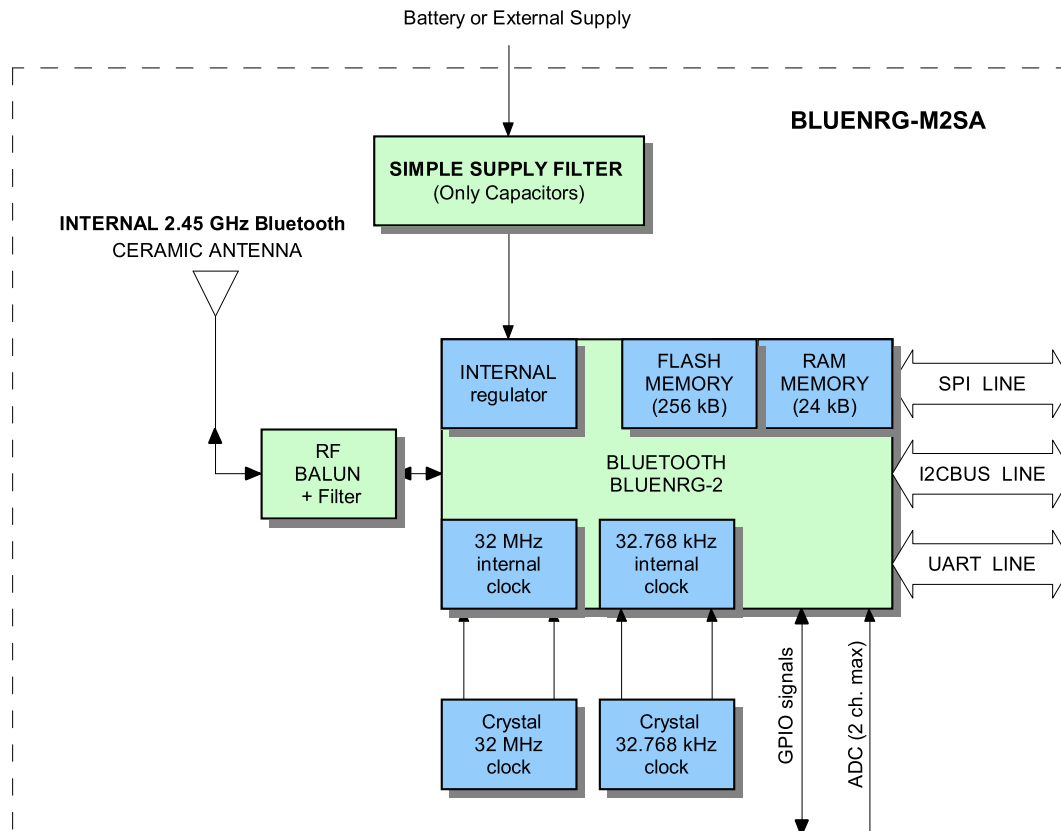 Battery or External Supply
BLUENRG-M2SA
SIMPLE SUPPLY FILTER
(Only Capacitors)
INTERNAL 2.45 GHz Bluetooth
CERAMIC ANTENNA
INTERNAL
regulator
FLASH
MEMORY
(256 kB)
RAM
MEMORY
(24 kB)
SPI LINE
RF
BALUN
+ Filter
BLUETOOTH
BLUENRG-2
I2CBUS LINE
32 MHz
internal
clock
32.768 kHz
internal
clock
UART LINE
Crystal
32 MHz
clock
Crystal
32.768 kHz
clock
GPIO signals
ADC (2 ch. max)